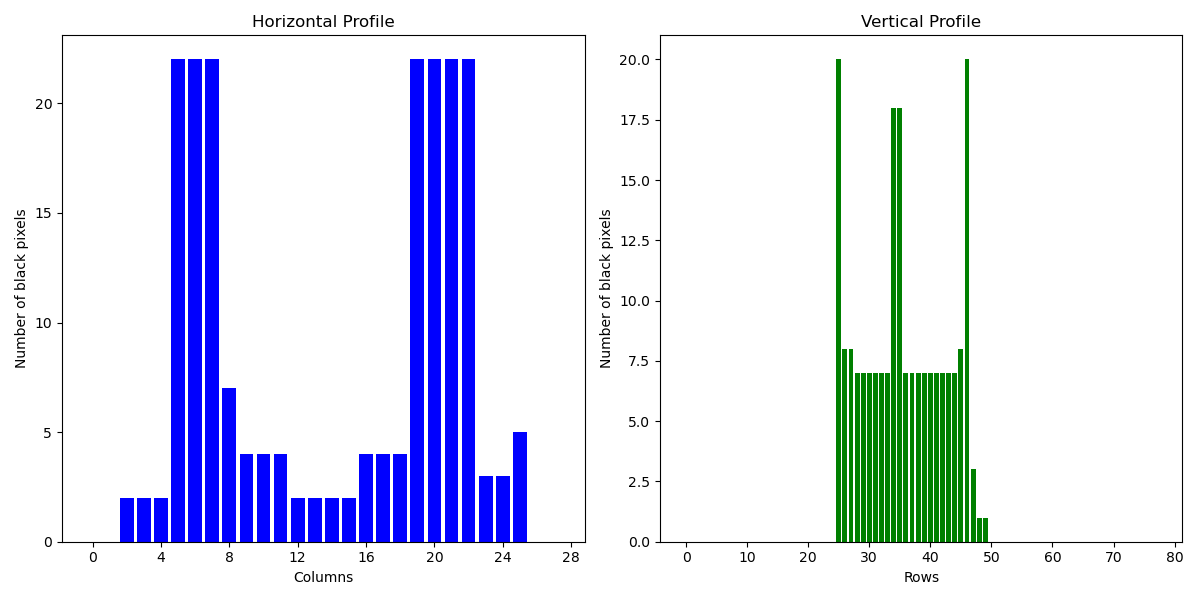 Horizontal Profile
Number of black pixels
20
15
10
5
0
0 4 8 12 16 20 24 28
Columns
Vertical Profile
Number of black pixels
20.0
17.5
15.0
12.5
10.0
7.5
5.0
2.5
0.0
0 10 20 30 40 50 60 70 80
Rows